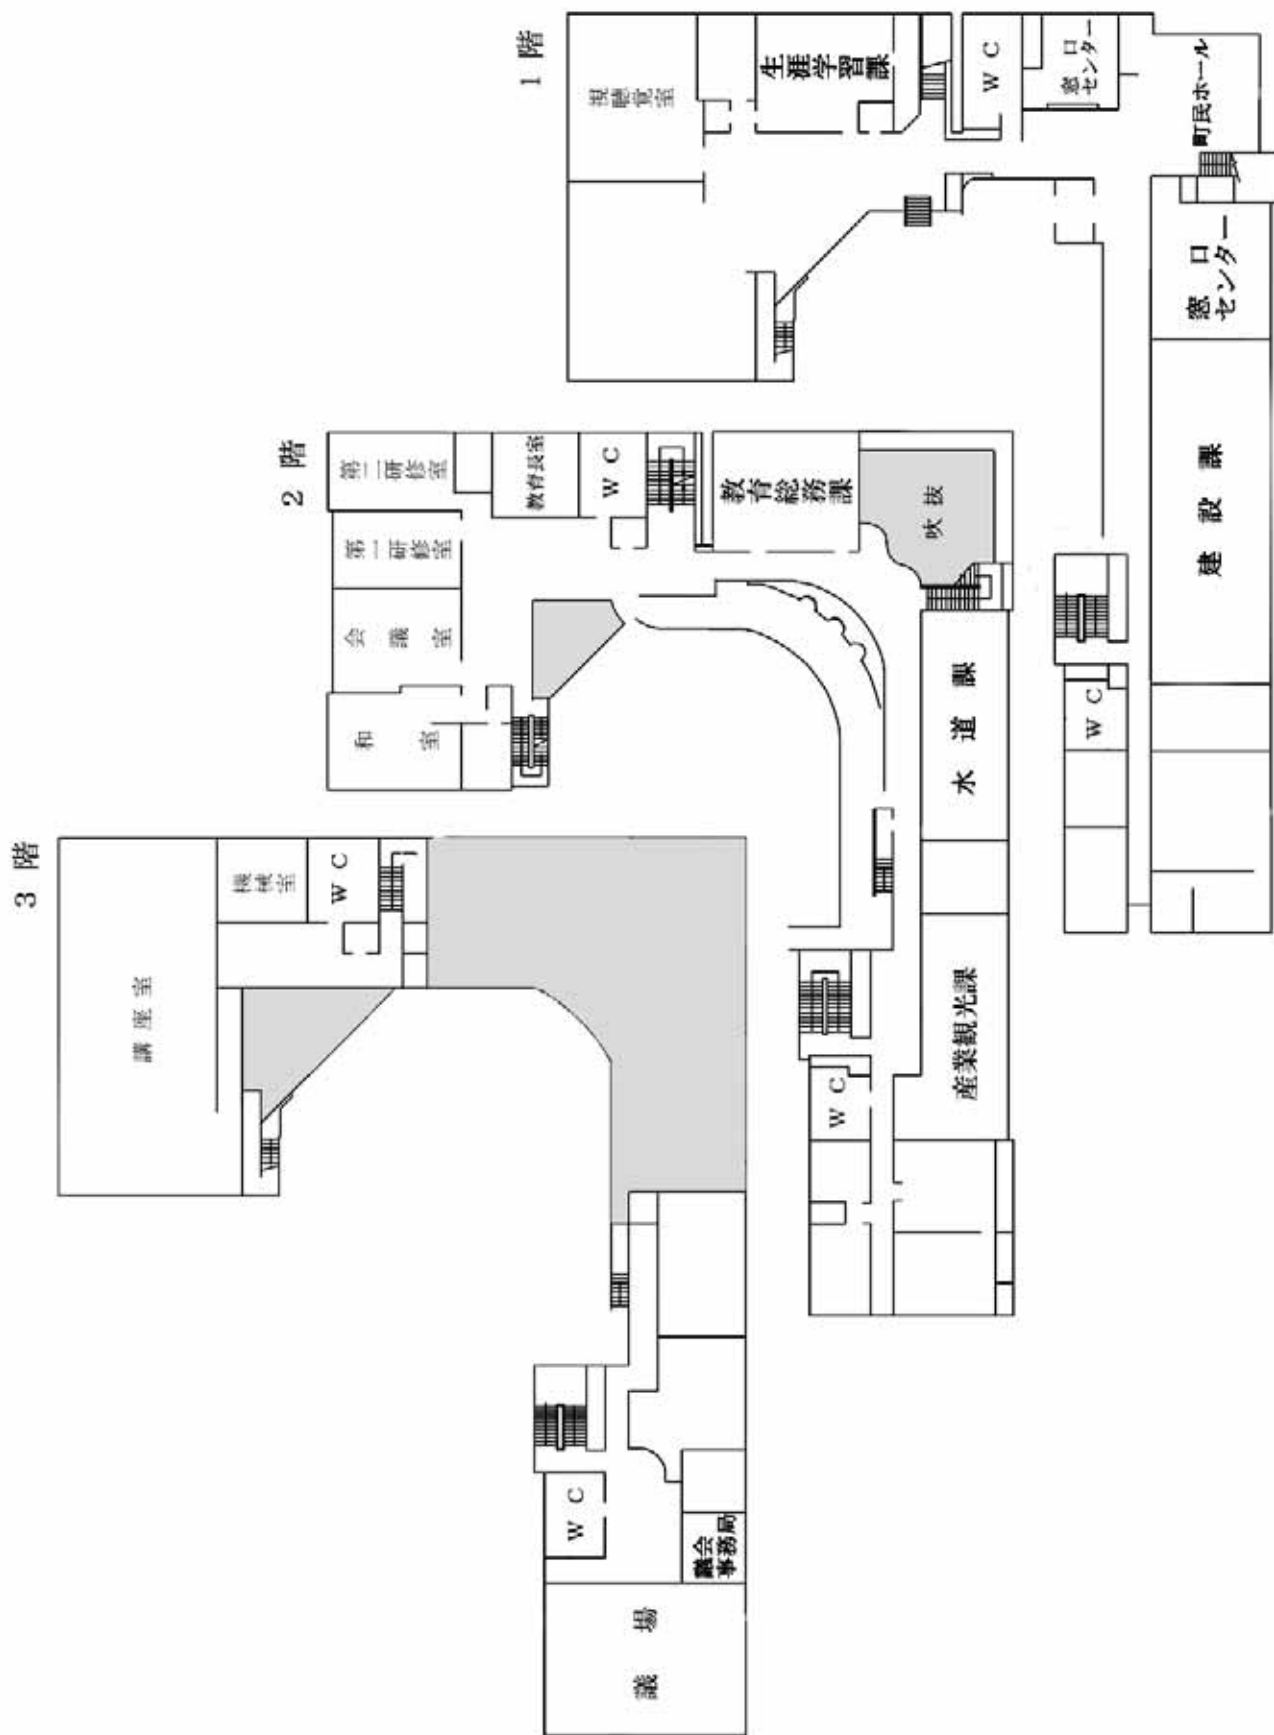 3 階
講座室
機械室
W C
W C
議会
事務局
議 場
2 階
第二研修室
第一研修室
会議室
和室
教育長室
W C
教育総務課
吹抜
水道課
産業観光課
W C
1 階
視聴覚室
生涯学習課
W C
窓口
センター
町民ホール
窓口
センター
建設課
W C